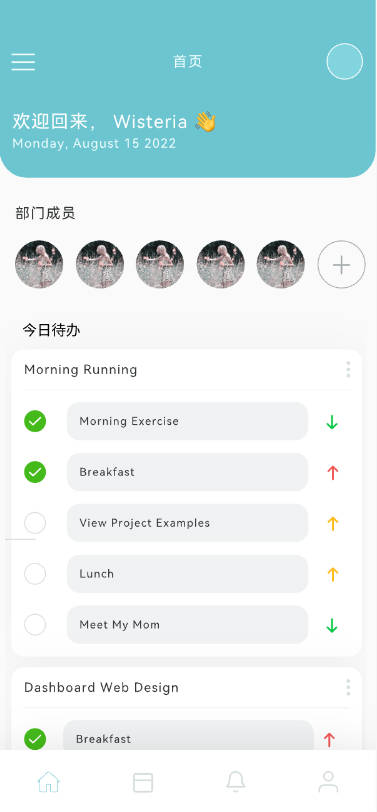 首页
欢迎回来， Wisteria 👋
Monday, August 15 2022
部门成员
今日待办
Morning Running
Morning Exercise
Breakfast
View Project Examples
Lunch
Meet My Mom
Dashboard Web Design
Breakfast